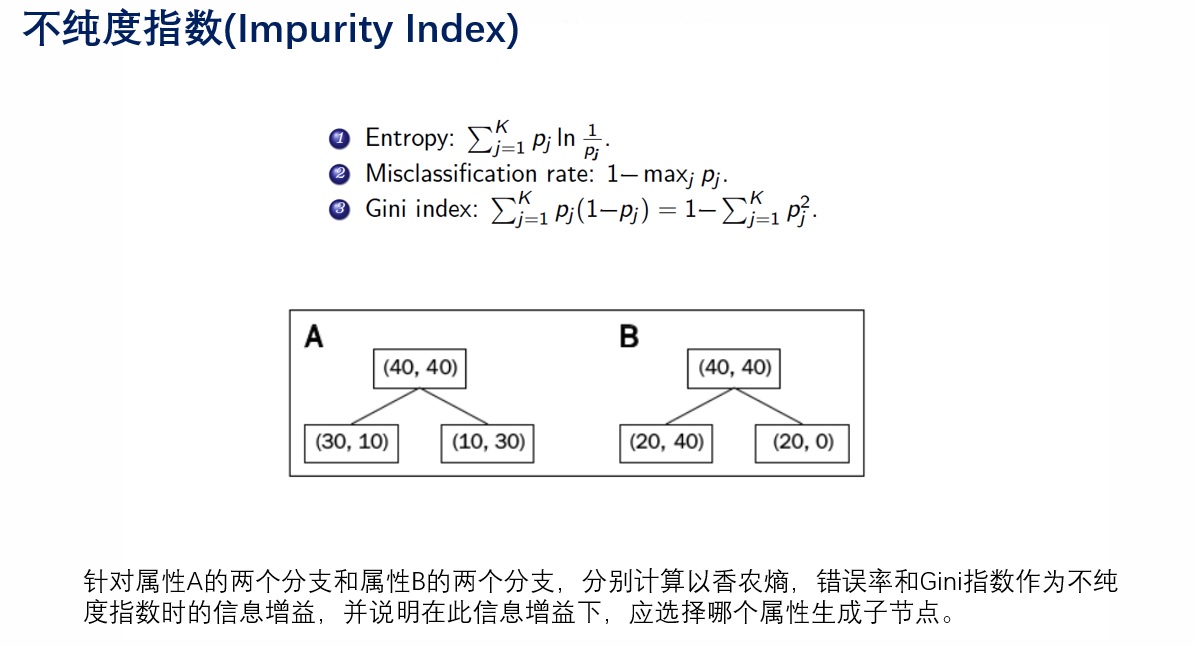 不纯度指数(Impurity Index)
1 Entropy: ∑_{j=1}^{K} p_j ln 1/p_j.
2 Misclassification rate: 1−max_j p_j.
3 Gini index: ∑_{j=1}^{K} p_j(1−p_j) = 1−∑_{j=1}^{K} p_j^2.
A B
(40, 40) (40, 40)
(30, 10) (10, 30) (20, 40) (20, 0)
针对属性A的两个分支和属性B的两个分支，分别计算以香农熵，错误率和Gini指数作为不纯
度指数时的信息增益，并说明在此信息增益下，应选择哪个属性生成子节点。